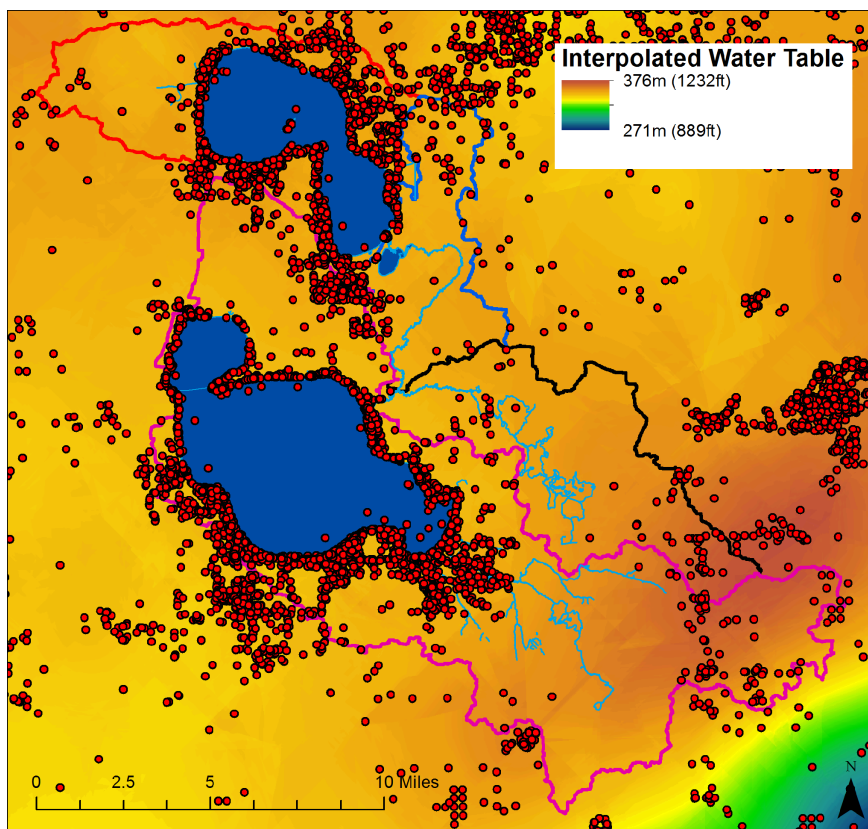 Interpolated Water Table
376m (1232ft)
271m (889ft)
0 2.5 5 10 Miles
N